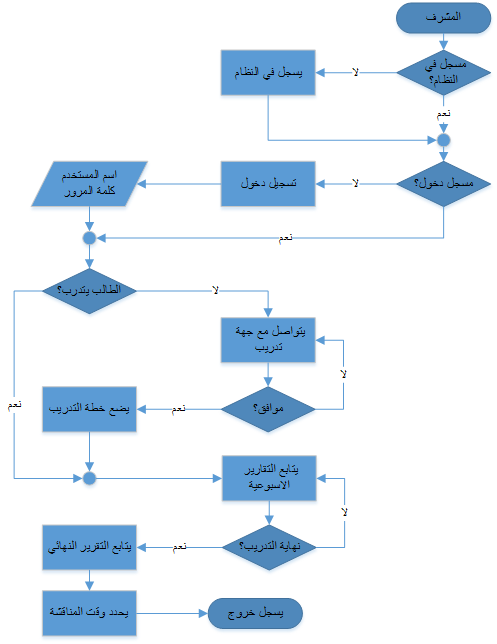 المشرف
مسجل في
النظام؟
لا
يسجل في النظام
نعم
مسجل دخول؟
لا
تسجيل دخول
اسم المستخدم
كلمة المرور
نعم
الطالب يتدرب؟
لا
يتواصل مع جهة
تدريب
لا
موافق؟
نعم
يضع خطة التدريب
نعم
يتابع التقارير
الاسبوعية
لا
نهاية التدريب؟
نعم
يتابع التقرير النهائي
يحدد وقت المناقشة
يسجل خروج